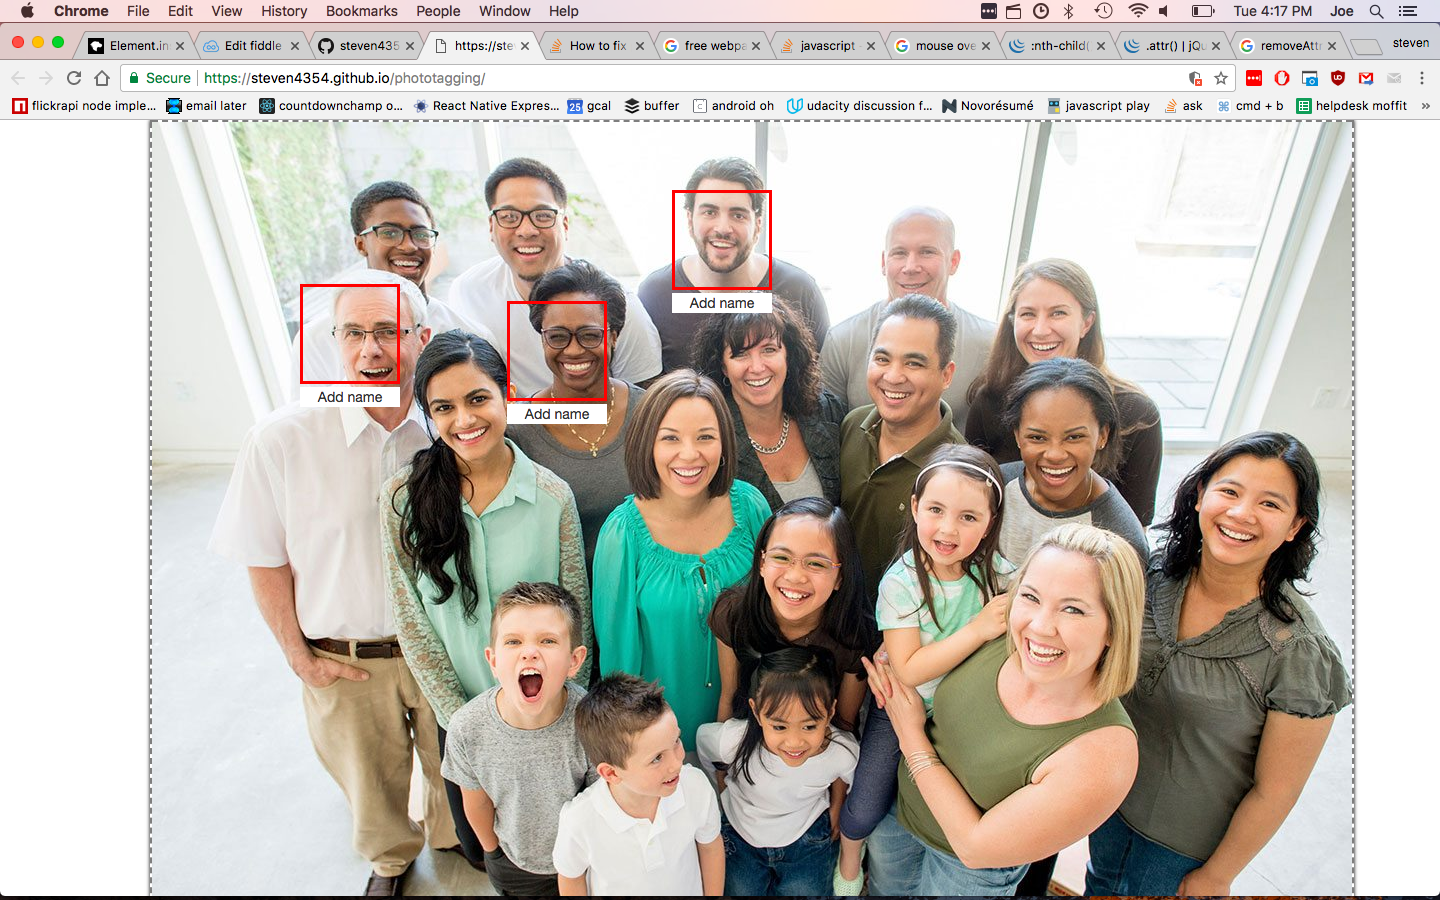 Chrome File Edit View History Bookmarks People Window Help Tue 4:17 PM Joe
Element.in Edit fiddle steven435 https://ste How to fix free webpa javascript - mouse ove :nth-child( .attr() | jQu removeAttr steven
Secure https://steven4354.github.io/phototagging/
flickrapi node imple... email later countdownchamp o... React Native Expres... 25 gcal buffer android oh udacity discussion f... Novorésumé javascript play ask cmd + b helpdesk moffit »
Add name
Add name
Add name